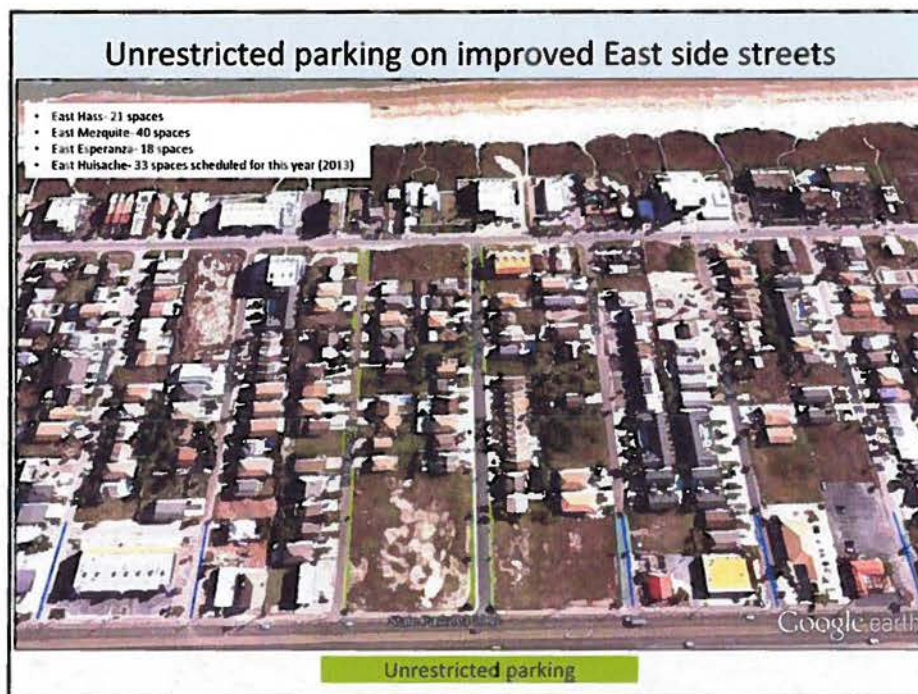 Unrestricted parking on improved East side streets
• East Hass- 21 spaces
• East Mezquite- 40 spaces
• East Esperanza- 18 spaces
• East Huisache- 33 spaces scheduled for this year (2013)
Google earth
Unrestricted parking